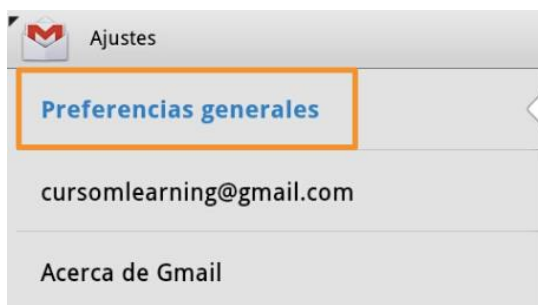 Ajustes
Preferencias generales
cursomlearning@gmail.com
Acerca de Gmail